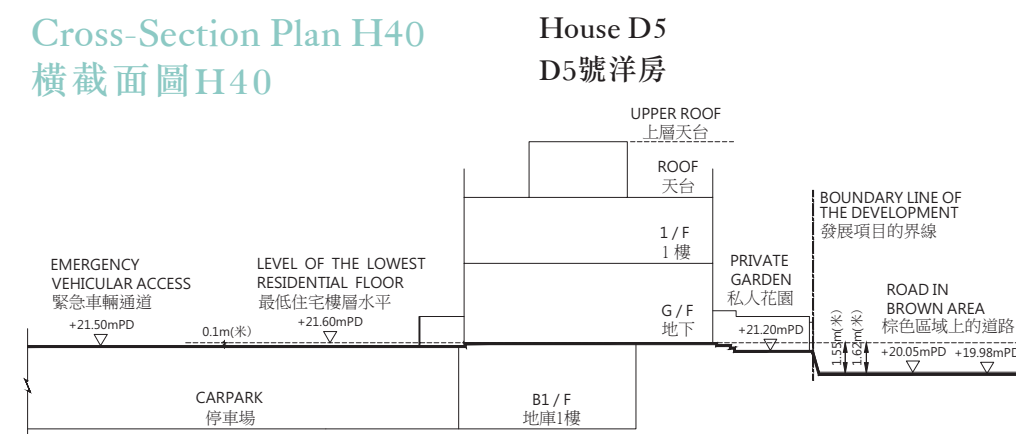 Cross-Section Plan H40
橫截面圖H40
House D5
D5號洋房
UPPER ROOF
上層天台
ROOF
天台
1 / F
1 樓
G / F
地下
B1 / F
地庫1樓
EMERGENCY
VEHICULAR ACCESS
緊急車輛通道
+21.50mPD
0.1m(米)
LEVEL OF THE LOWEST
RESIDENTIAL FLOOR
最低住宅樓層水平
+21.60mPD
CARPARK
停車場
PRIVATE
GARDEN
私人花園
+21.20mPD
BOUNDARY LINE OF
THE DEVELOPMENT
發展項目的界線
1.55m(米)
1.62m(米)
ROAD IN
BROWN AREA
棕色區域上的道路
+20.05mPD
+19.98mPD